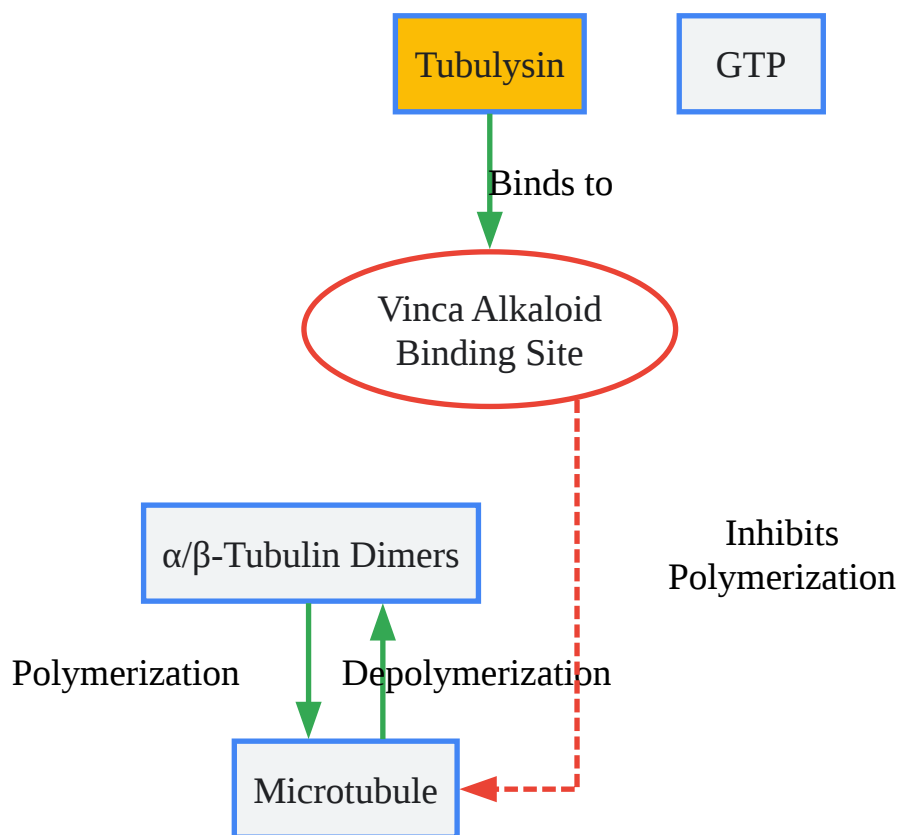 Tubulysin
GTP
Binds to
Vinca Alkaloid
Binding Site
α/β-Tubulin Dimers
Inhibits
Polymerization
Polymerization
Depolymerization
Microtubule